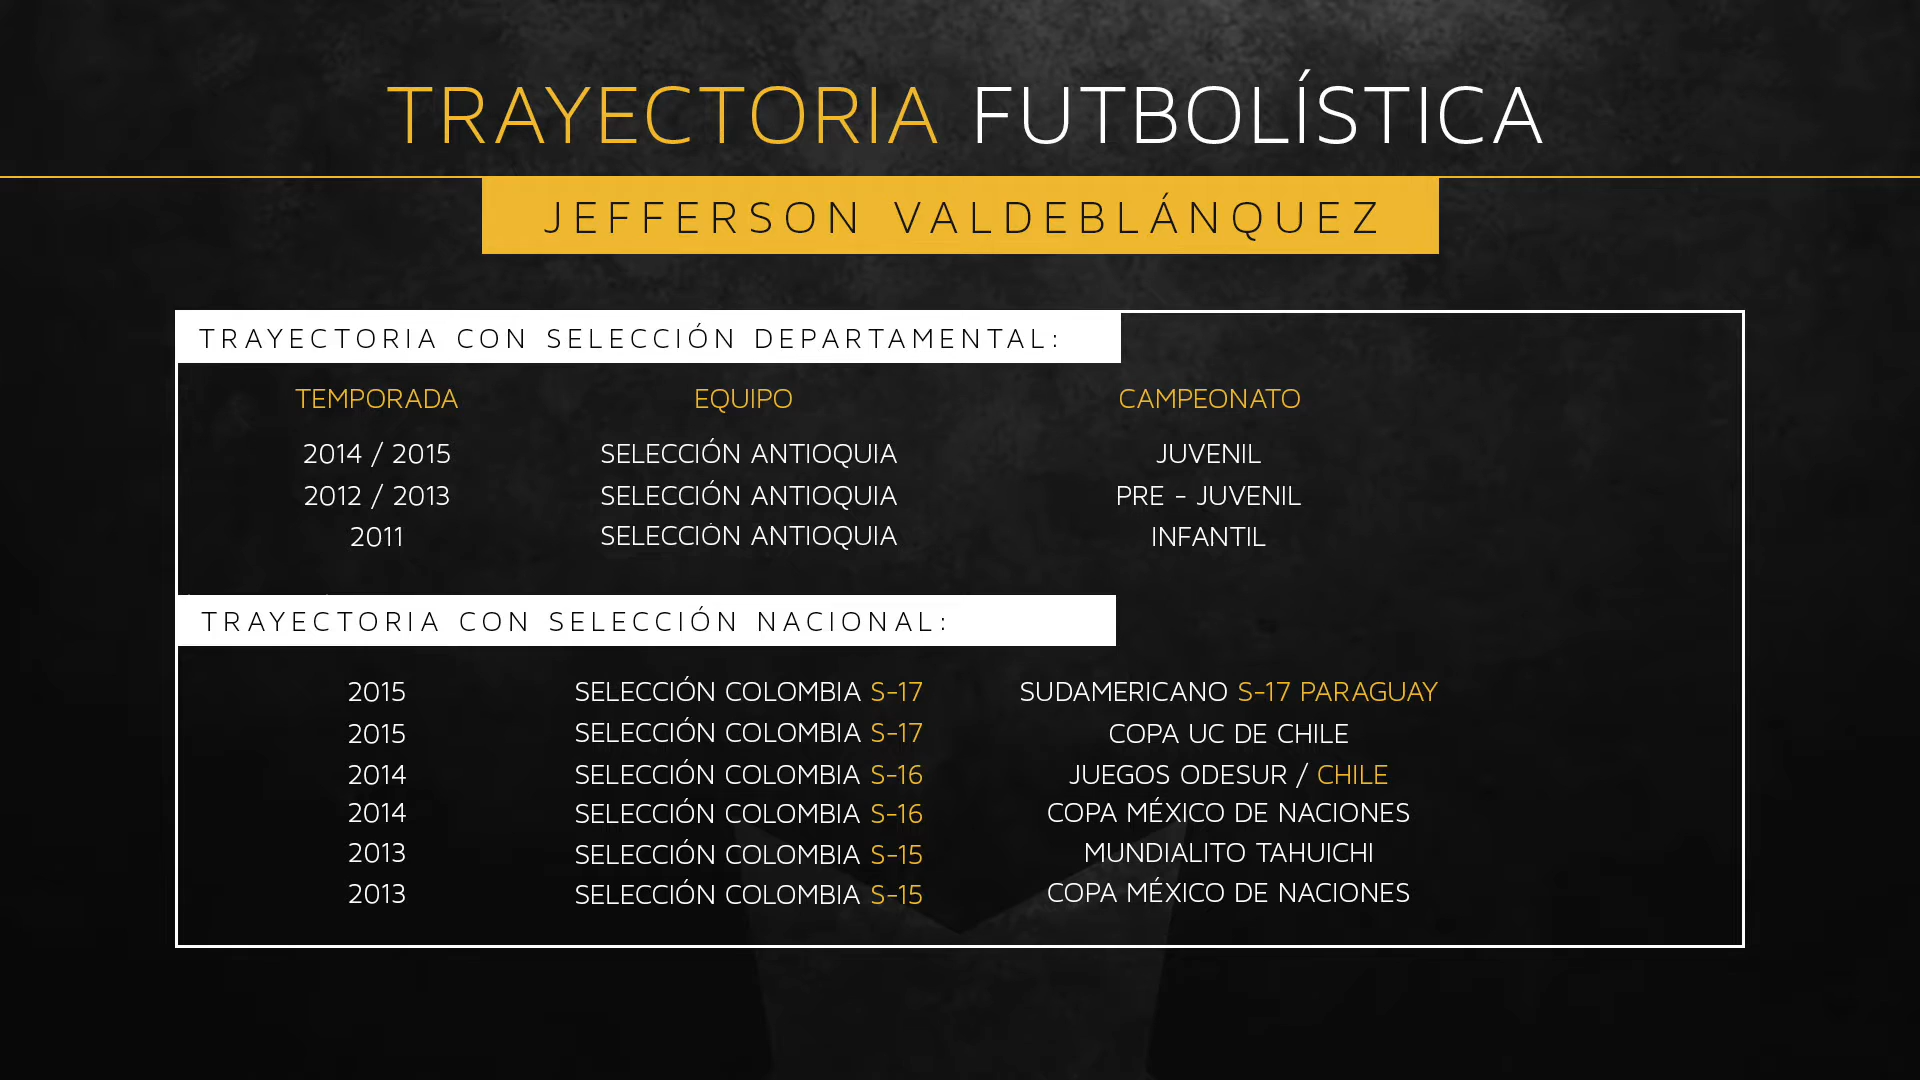 TRAYECTORIA FUTBOLÍSTICA
JEFFERSON VALDEBLÁNQUEZ
TRAYECTORIA CON SELECCIÓN DEPARTAMENTAL:
TEMPORADA EQUIPO CAMPEONATO
2014 / 2015 SELECCIÓN ANTIOQUIA JUVENIL
2012 / 2013 SELECCIÓN ANTIOQUIA PRE - JUVENIL
2011 SELECCIÓN ANTIOQUIA INFANTIL
TRAYECTORIA CON SELECCIÓN NACIONAL:
2015 SELECCIÓN COLOMBIA S-17 SUDAMERICANO S-17 PARAGUAY
2015 SELECCIÓN COLOMBIA S-17 COPA UC DE CHILE
2014 SELECCIÓN COLOMBIA S-16 JUEGOS ODESUR / CHILE
2014 SELECCIÓN COLOMBIA S-16 COPA MÉXICO DE NACIONES
2013 SELECCIÓN COLOMBIA S-15 MUNDIALITO TAHUICHI
2013 SELECCIÓN COLOMBIA S-15 COPA MÉXICO DE NACIONES